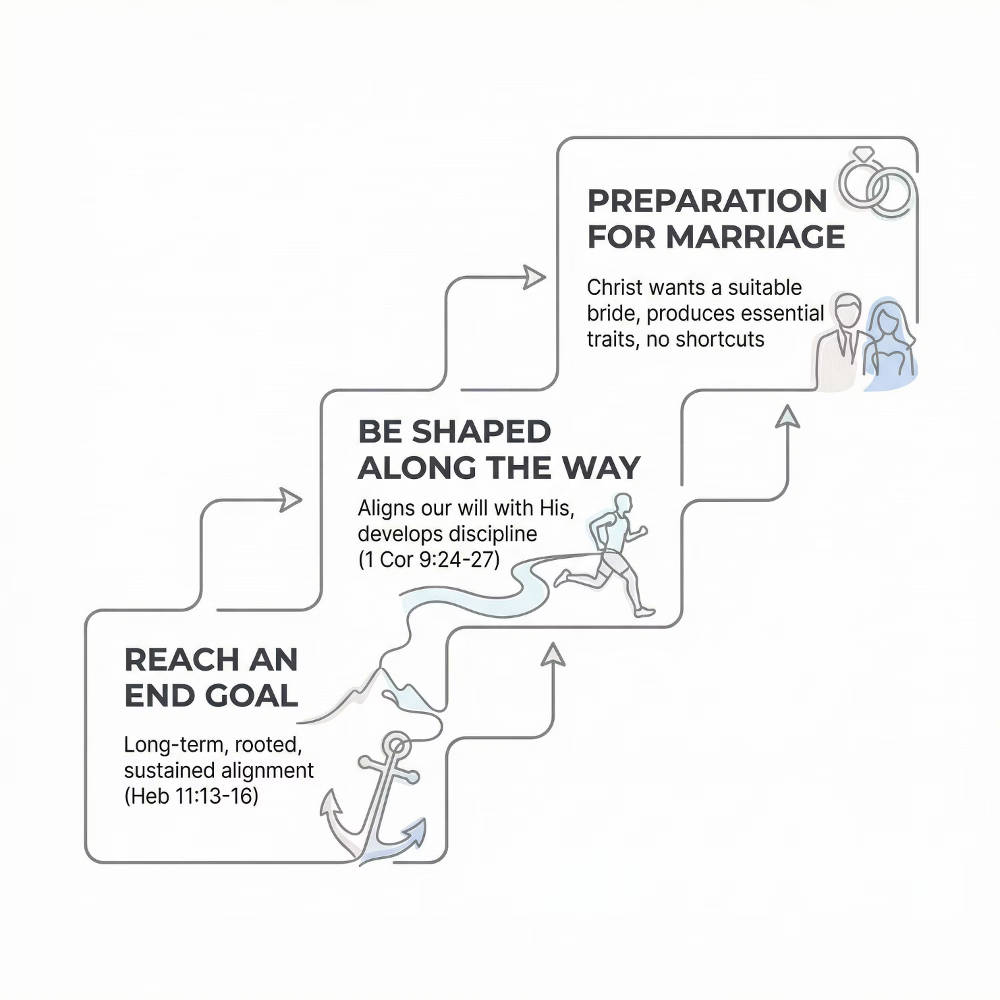 PREPARATION
FOR MARRIAGE
Christ wants a suitable
bride, produces essential
traits, no shortcuts
BE SHAPED
ALONG THE WAY
Aligns our will with His,
develops discipline
(1 Cor 9:24-27)
REACH AN
END GOAL
Long-term, rooted,
sustained alignment
(Heb 11:13-16)